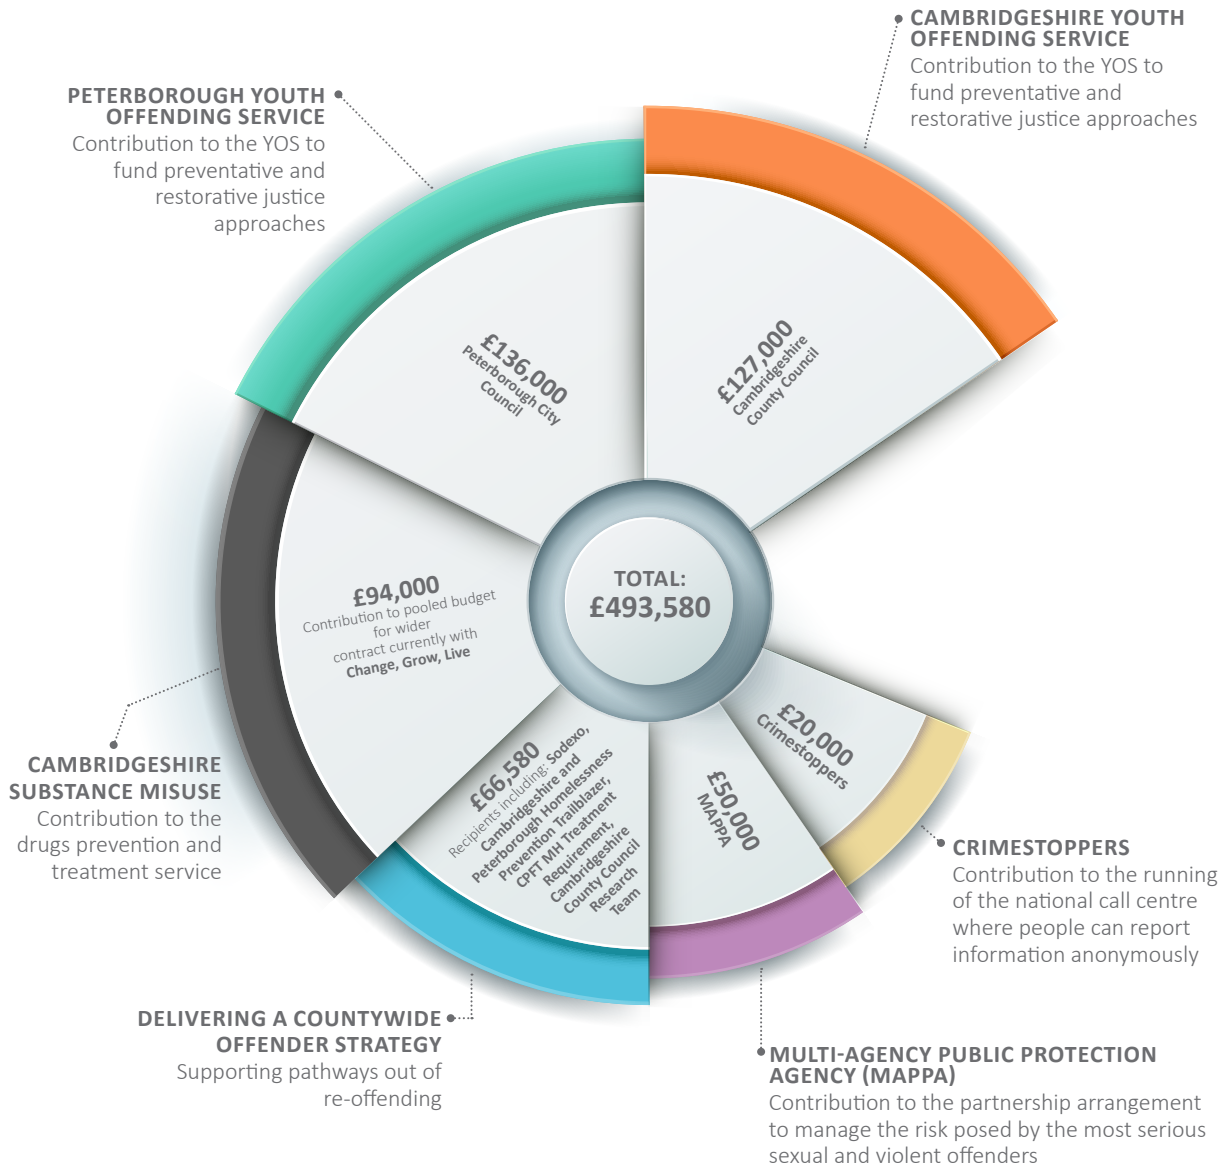 CAMBRIDGESHIRE YOUTH
OFFENDING SERVICE
Contribution to the YOS to
fund preventative and
restorative justice approaches
PETERBOROUGH YOUTH
OFFENDING SERVICE
Contribution to the YOS to
fund preventative and
restorative justice
approaches
£136,000
Peterborough City
Council
£127,000
Cambridgeshire
County Council
TOTAL:
£493,580
£94,000
Contribution to pooled budget
for wider
contract currently with
Change, Grow, Live
£66,580
Recipients including: Sodexo,
Cambridgeshire and
Peterborough Homelessness
Prevention Trailblazer,
CPFT MH Treatment
Requirement,
Cambridgeshire
County Council
Research
Team
£50,000
MAPPA
£20,000
Crimestoppers
CAMBRIDGESHIRE
SUBSTANCE MISUSE
Contribution to the
drugs prevention and
treatment service
CRIMESTOPPERS
Contribution to the running
of the national call centre
where people can report
information anonymously
DELIVERING A COUNTYWIDE
OFFENDER STRATEGY
Supporting pathways out of
re-offending
MULTI-AGENCY PUBLIC PROTECTION
AGENCY (MAPPA)
Contribution to the partnership arrangement
to manage the risk posed by the most serious
sexual and violent offenders